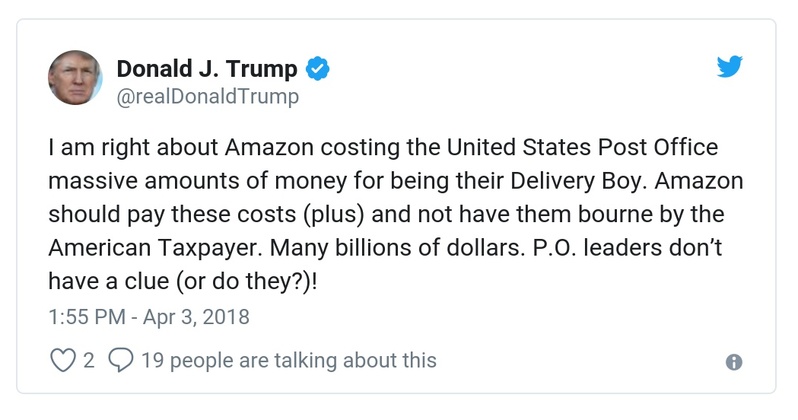 Donald J. Trump
@realDonaldTrump
I am right about Amazon costing the United States Post Office
massive amounts of money for being their Delivery Boy. Amazon
should pay these costs (plus) and not have them bourne by the
American Taxpayer. Many billions of dollars. P.O. leaders don’t
have a clue (or do they?)!
1:55 PM - Apr 3, 2018
2 19 people are talking about this